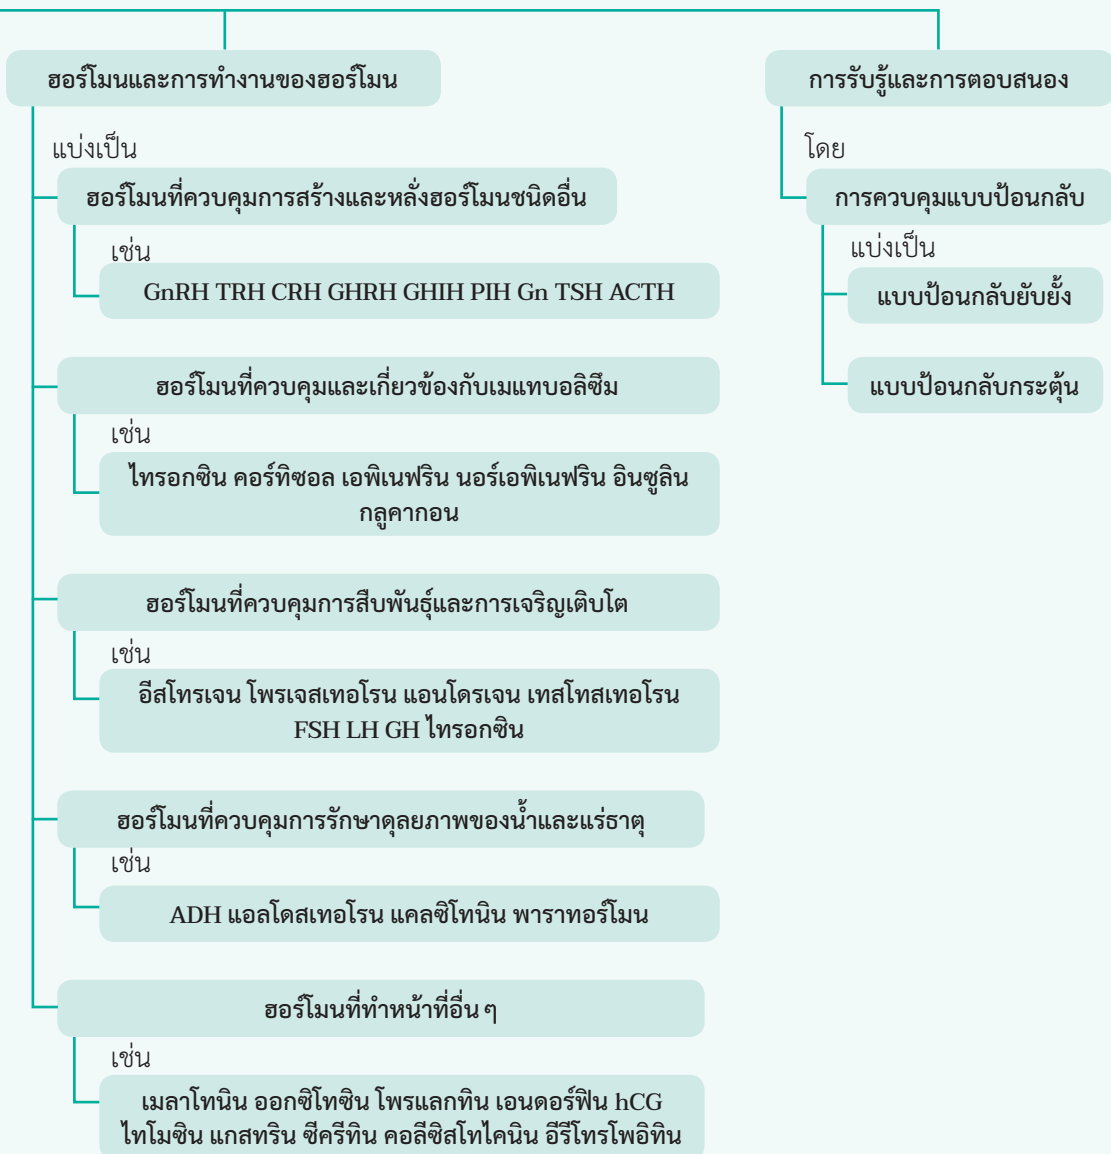 ฮอร์โมนและการทำงานของฮอร์โมน
แบ่งเป็น
ฮอร์โมนที่ควบคุมการสร้างและหลั่งฮอร์โมนชนิดอื่น
เช่น
GnRH TRH CRH GHRH GHIH PIH Gn TSH ACTH
ฮอร์โมนที่ควบคุมและเกี่ยวข้องกับเมแทบอลิซึม
เช่น
ไทรอกซิน คอร์ทิซอล เอพิเนฟริน นอร์เอพิเนฟริน อินซูลิน
กลูคากอน
ฮอร์โมนที่ควบคุมการสืบพันธุ์และการเจริญเติบโต
เช่น
อีสโทรเจน โพรเจสเทอโรน แอนโดรเจน เทสโทสเทอโรน
FSH LH GH ไทรอกซิน
ฮอร์โมนที่ควบคุมการรักษาดุลยภาพของน้ำและแร่ธาตุ
เช่น
ADH แอลโดสเทอโรน แคลซิโทนิน พาราทอร์โมน
ฮอร์โมนที่ทำหน้าที่อื่น ๆ
เช่น
เมลาโทนิน ออกซิโทซิน โพรแลกทิน เอนดอร์ฟิน hCG
ไทโมซิน แกสทริน ซีครีทิน คอลีซิสโทไคนิน อีรีโทรโพอิทิน
การรับรู้และการตอบสนอง
โดย
การควบคุมแบบป้อนกลับ
แบ่งเป็น
แบบป้อนกลับยับยั้ง
แบบป้อนกลับกระตุ้น